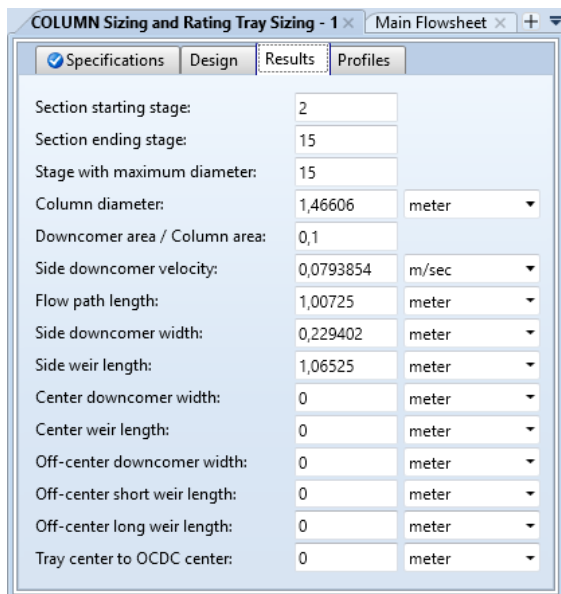 COLUMN Sizing and Rating Tray Sizing - 1 Main Flowsheet
Specifications Design Results Profiles
Section starting stage: 2
Section ending stage: 15
Stage with maximum diameter: 15
Column diameter: 1,46606 meter
Downcomer area / Column area: 0,1
Side downcomer velocity: 0,0793854 m/sec
Flow path length: 1,00725 meter
Side downcomer width: 0,229402 meter
Side weir length: 1,06525 meter
Center downcomer width: 0 meter
Center weir length: 0 meter
Off-center downcomer width: 0 meter
Off-center short weir length: 0 meter
Off-center long weir length: 0 meter
Tray center to OCDC center: 0 meter